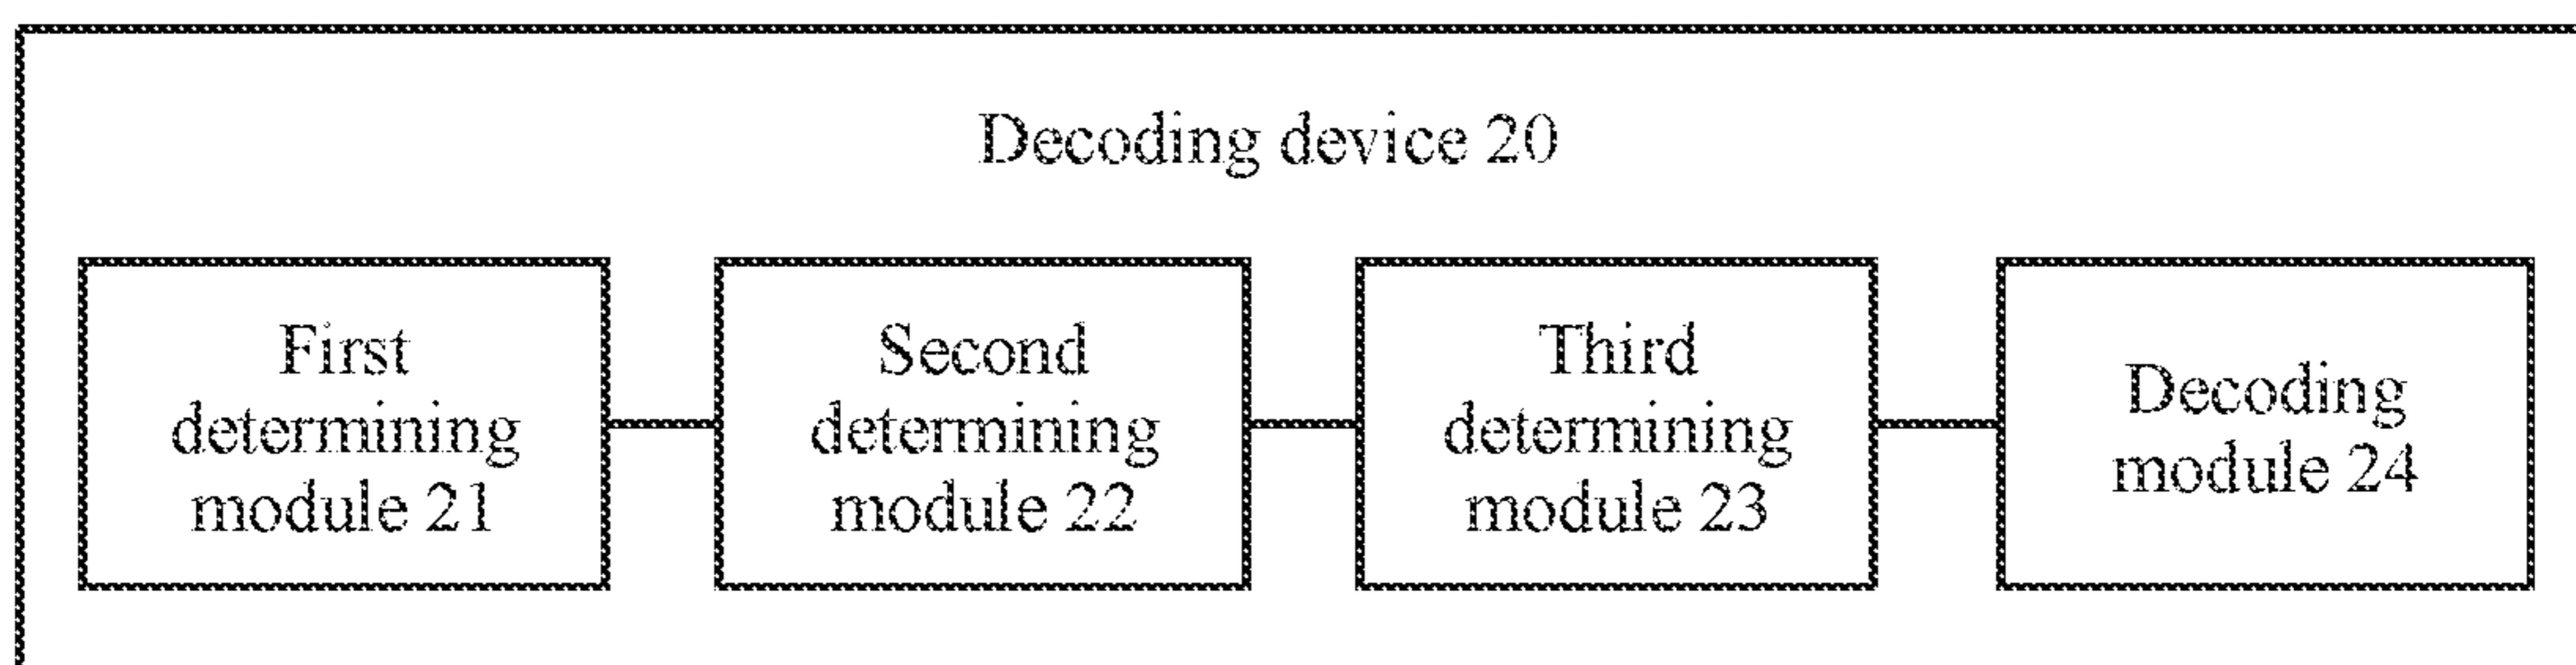 Decoding device 20
First
determining
module 21
Second
determining
module 22
Third
determining
module 23
Decoding
module 24